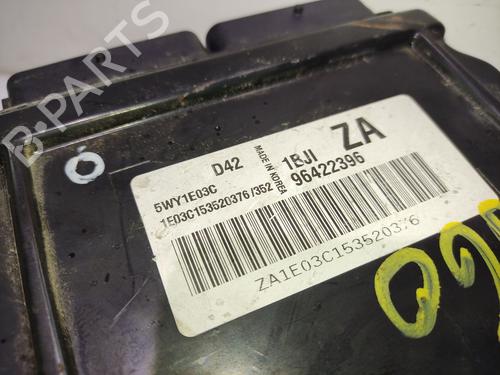 D42
MADE IN KOREA
1BJI
ZA
5WY1E03C
96422396
1E03C153520376 / 352
ZA1E03C153520376
B-PARTS